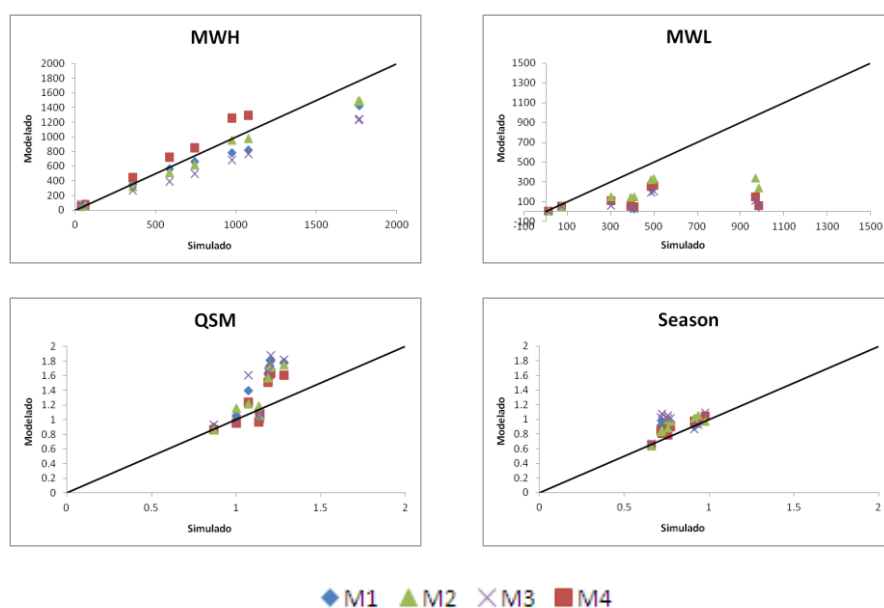 MWH
2000
1800
1600
1400
1200
1000
800
600
400
200
0
Modelado
0 500 1000 1500 2000
Simulado
MWL
1500
1300
1100
900
700
500
300
100
-100
Modelado
-100 100 300 500 700 900 1100 1300 1500
Simulado
QSM
2
1.8
1.6
1.4
1.2
1
0.8
0.6
0.4
0.2
0
Modelado
0 0.5 1 1.5 2
Simulado
Season
2
1.8
1.6
1.4
1.2
1
0.8
0.6
0.4
0.2
0
Modelado
0 0.5 1 1.5 2
Simulado
M1 M2 M3 M4